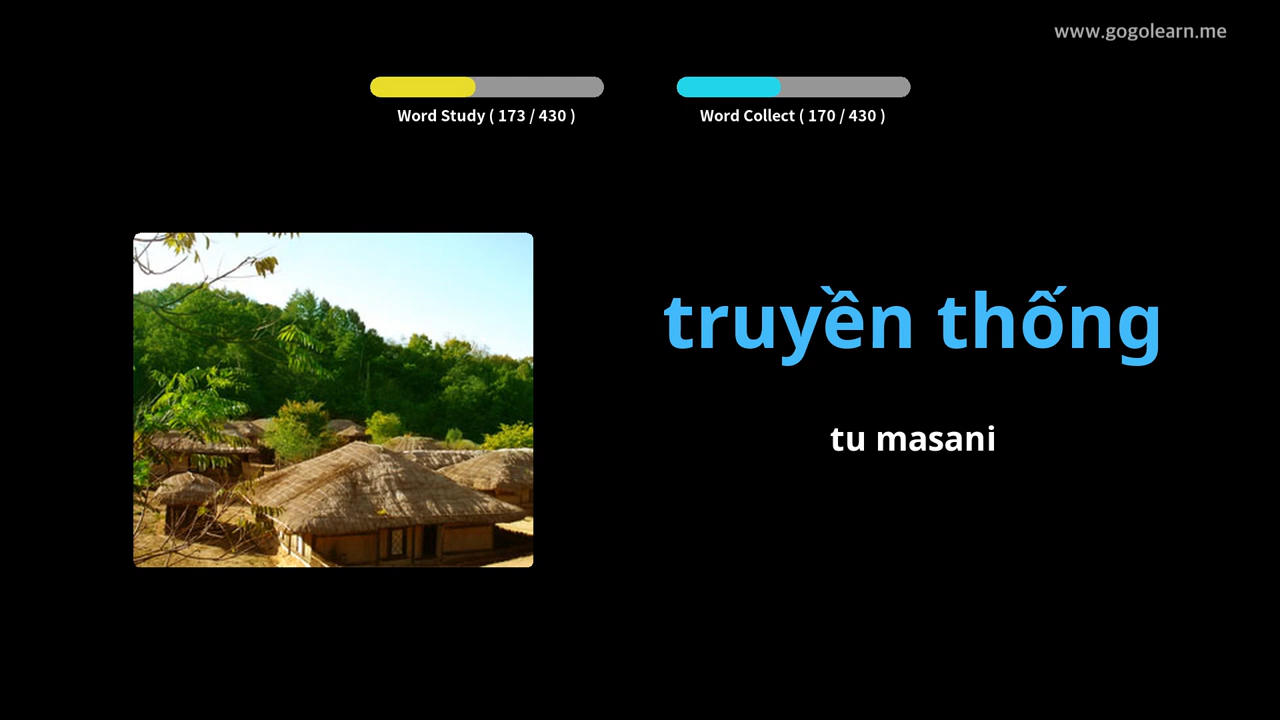 www.gogolearn.me
Word Study ( 173 / 430 )
Word Collect ( 170 / 430 )
truyền thống
tu masani